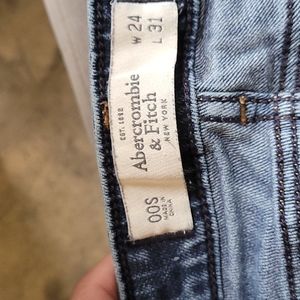 W 24
L 31
EST. 1892
Abercrombie
& Fitch
NEW YORK
00S
MADE IN
CHINA